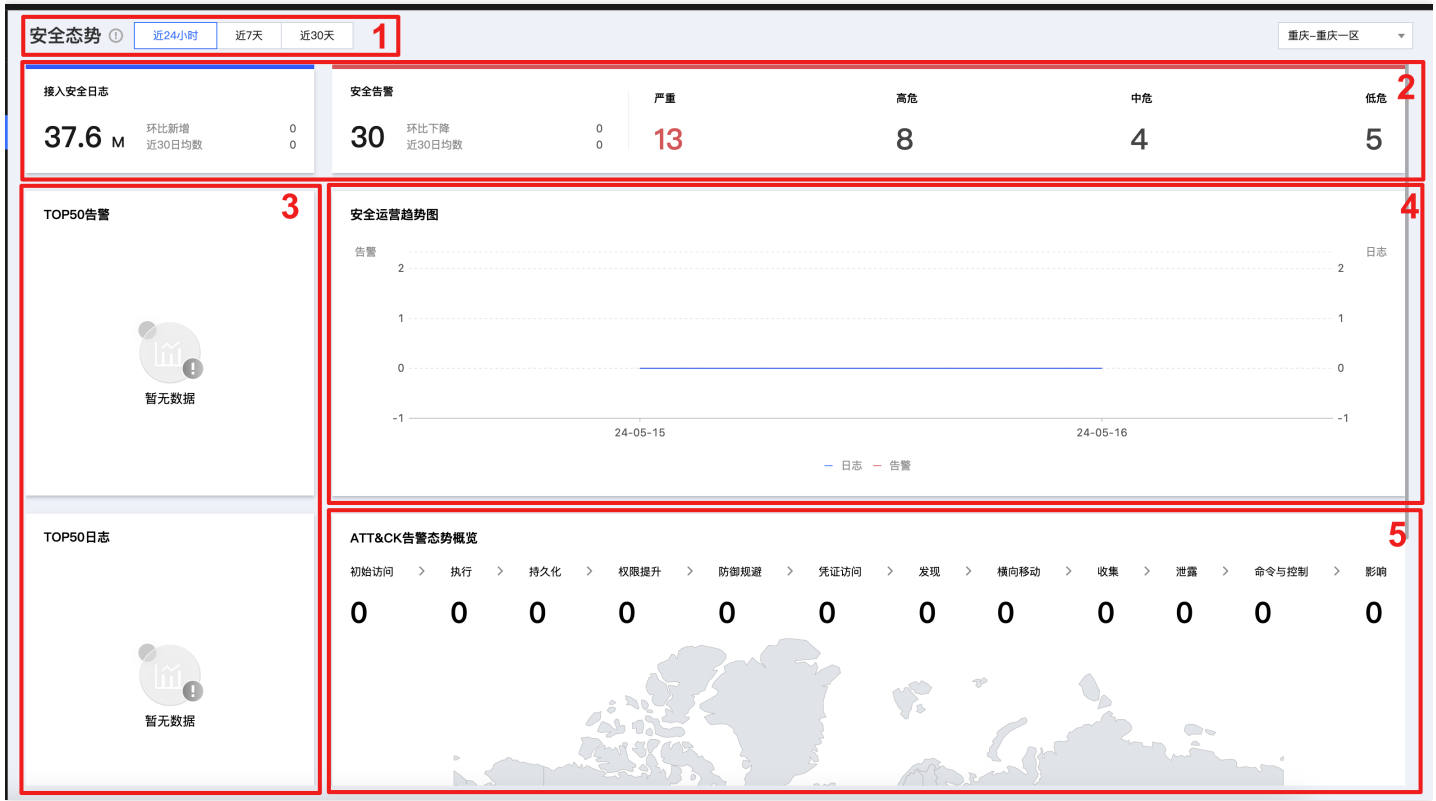 安全态势 近24小时 近7天 近30天 1 重庆-重庆一区
2
接入安全日志
37.6 M 环比新增 0
近30日均数 0
安全告警 严重 高危 中危 低危
30 环比下降 0 13 8 4 5
近30日均数 0
3
TOP50告警
暂无数据
4
安全运营趋势图
告警 日志
2 2
1 1
0 0
-1 -1
24-05-15 24-05-16
日志 告警
TOP50日志
暂无数据
5
ATT&CK告警态势概览
初始访问 > 执行 > 持久化 > 权限提升 > 防御规避 > 凭证访问 > 发现 > 横向移动 > 收集 > 泄露 > 命令与控制 > 影响
0 0 0 0 0 0 0 0 0 0 0 0